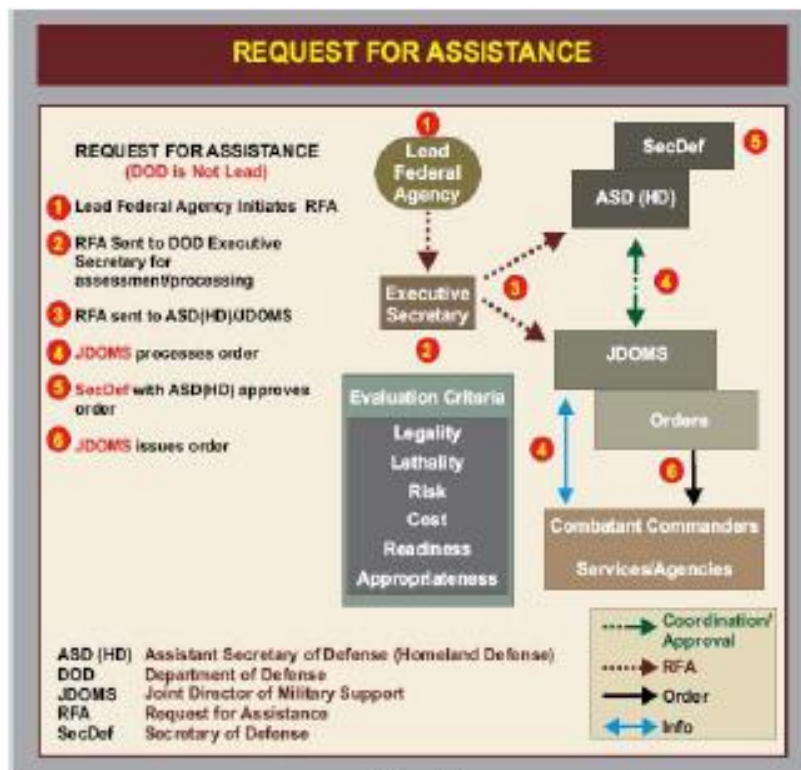 REQUEST FOR ASSISTANCE
REQUEST FOR ASSISTANCE
(DOD is Not Lead)
1 Lead Federal Agency Initiates RFA
2 RFA Sent to DOD Executive
Secretary for
assessment/processing
3 RFA sent to ASD(HD)/JDOMS
4 JDOMS processes order
5 SecDef with ASD(HD) approves
order
6 JDOMS issues order
1
Lead
Federal
Agency
Executive
Secretary
2
3
SecDef
5
ASD (HD)
4
JDOMS
Orders
4
6
Combatant Commanders
Services/Agencies
Evaluation Criteria
Legality
Lethality
Risk
Cost
Readiness
Appropriateness
Coordination/
Approval
RFA
Order
Info
ASD (HD) Assistant Secretary of Defense (Homeland Defense)
DOD Department of Defense
JDOMS Joint Director of Military Support
RFA Request for Assistance
SecDef Secretary of Defense